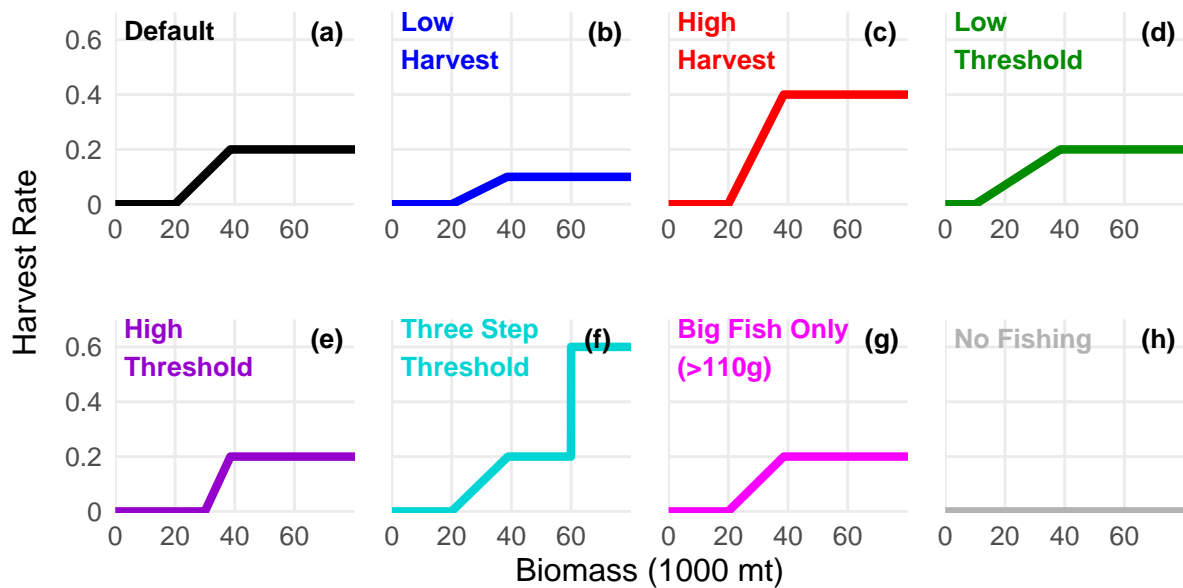 Default
(a)
Low
Harvest
(b)
High
Harvest
(c)
Low
Threshold
(d)
0.6
0.4
0.2
0
0 20 40 60
0 20 40 60
0 20 40 60
0 20 40 60
Harvest Rate
High
Threshold
(e)
Three Step
Threshold
(f)
Big Fish Only
(>110g)
(g)
No Fishing
(h)
0.6
0.4
0.2
0
0 20 40 60
0 20 40 60
0 20 40 60
0 20 40 60
Biomass (1000 mt)